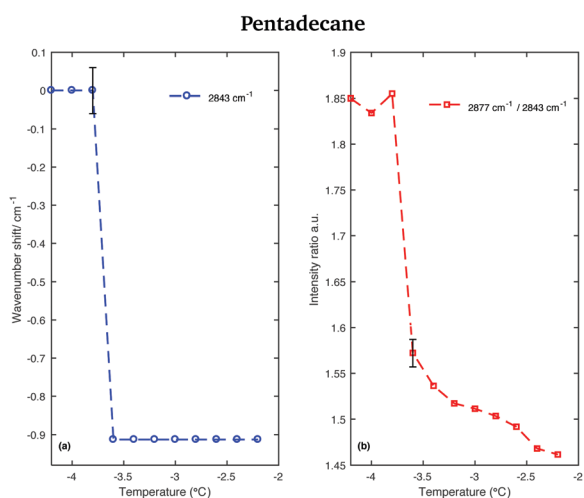 Pentadecane
0.1
0
-0.1
-0.2
-0.3
-0.4
-0.5
-0.6
-0.7
-0.8
-0.9
Wavenumber shift/ cm⁻¹
2843 cm⁻¹
(a)
-4 -3.5 -3 -2.5 -2
Temperature (°C)
1.9
1.85
1.8
1.75
1.7
1.65
1.6
1.55
1.5
1.45
Intensity ratio a.u.
2877 cm⁻¹ / 2843 cm⁻¹
(b)
-4 -3.5 -3 -2.5 -2
Temperature (°C)